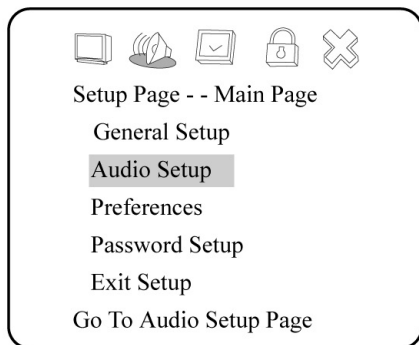 Setup Page - - Main Page
General Setup
Audio Setup
Preferences
Password Setup
Exit Setup
Go To Audio Setup Page